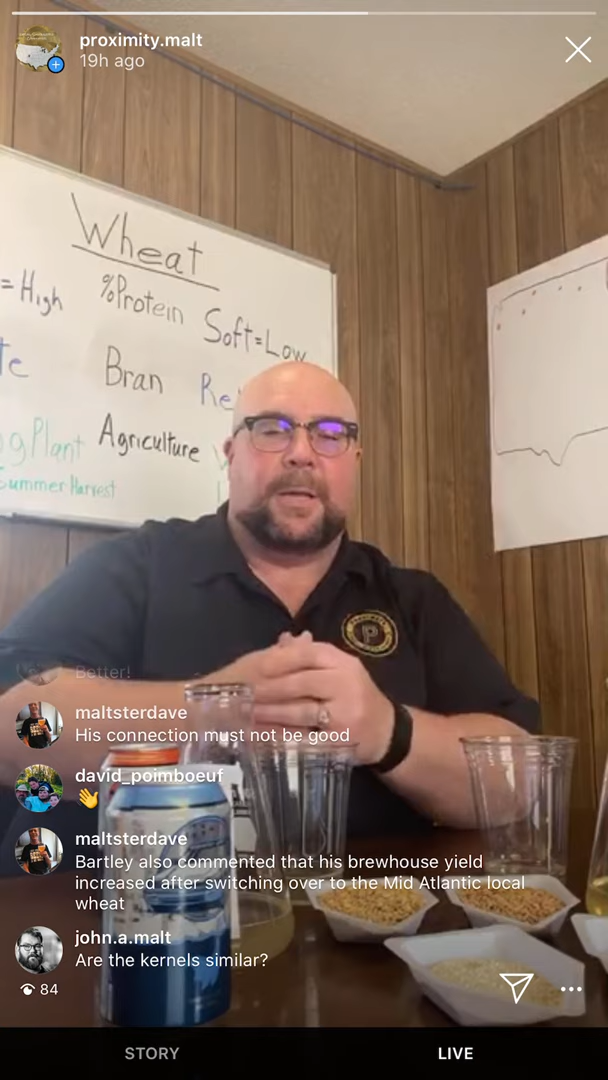 proximity.malt
19h ago
Wheat
=High
%Protein
Soft=Low
te
Bran
Re
gPlant
Agriculture
Summer Harvest
P
Better!
maltsterdave
His connection must not be good
david_poimboeuf
👋
maltsterdave
Bartley also commented that his brewhouse yield
increased after switching over to the Mid Atlantic local
wheat
john.a.malt
Are the kernels similar?
84
STORY
LIVE